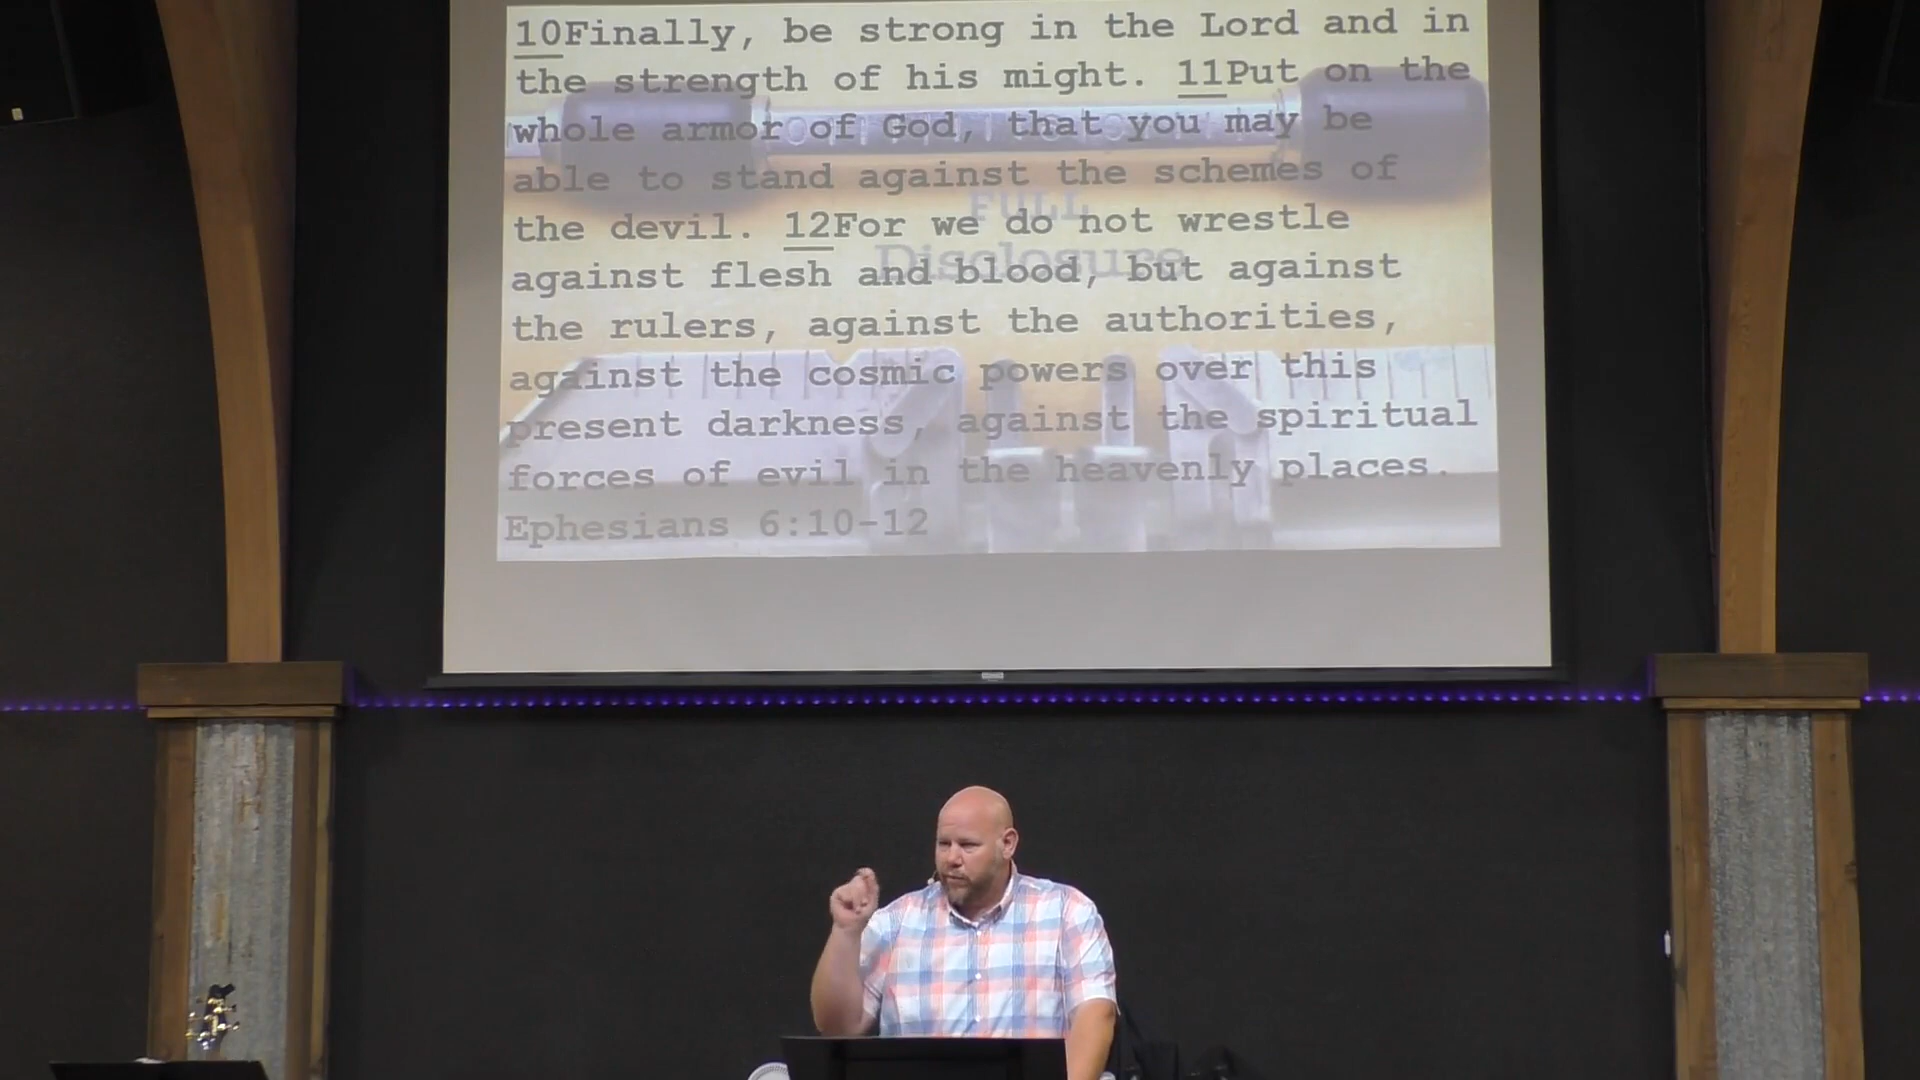 10Finally, be strong in the Lord and in
the strength of his might. 11Put on the
whole armor of God, that you may be
able to stand against the schemes of
the devil. 12For we do not wrestle
against flesh and blood, but against
the rulers, against the authorities,
against the cosmic powers over this
present darkness, against the spiritual
forces of evil in the heavenly places.
Ephesians 6:10-12
FULL
Disclosure